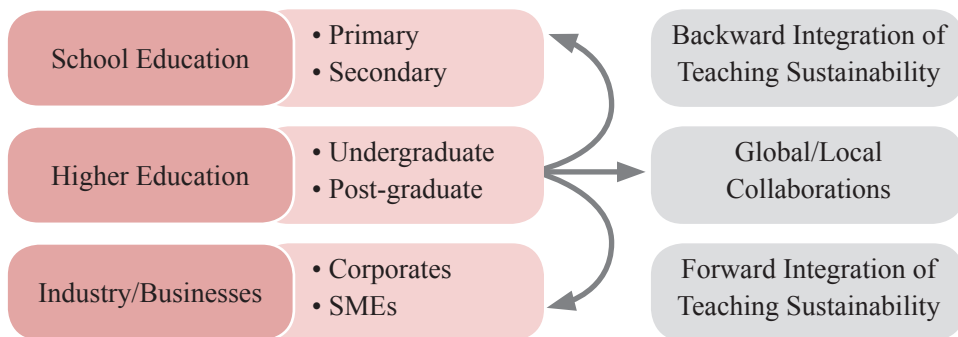 School Education
• Primary
• Secondary
Backward Integration of
Teaching Sustainability
Higher Education
• Undergraduate
• Post-graduate
Global/Local
Collaborations
Industry/Businesses
• Corporates
• SMEs
Forward Integration of
Teaching Sustainability